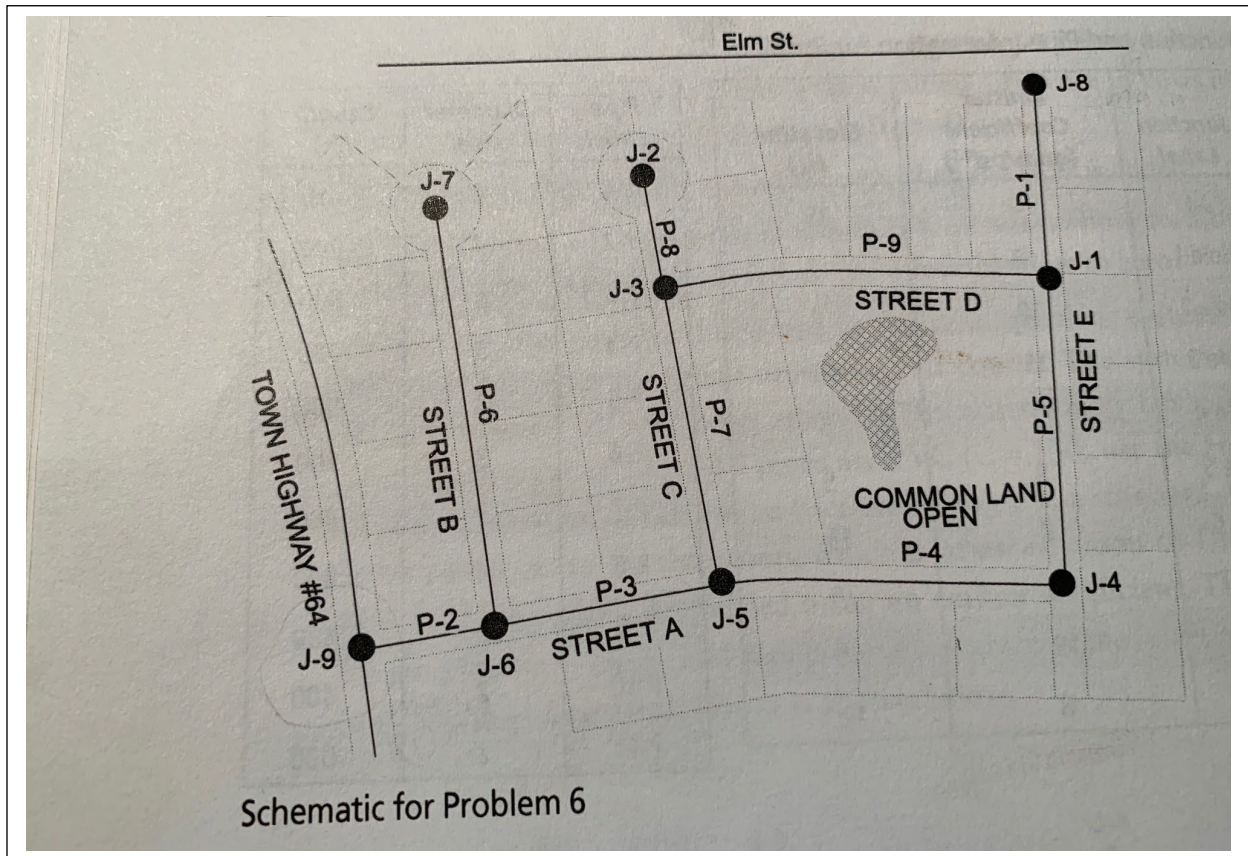 Elm St.
J-8
J-2
J-7
P-1
P-8
P-9
J-1
J-3
STREET D
TOWN HIGHWAY #64
STREET B
P-6
STREET C
P-7
P-5
STREET E
COMMON LAND
OPEN
P-4
J-4
P-3
P-2
STREET A
J-5
J-9
J-6
Schematic for Problem 6